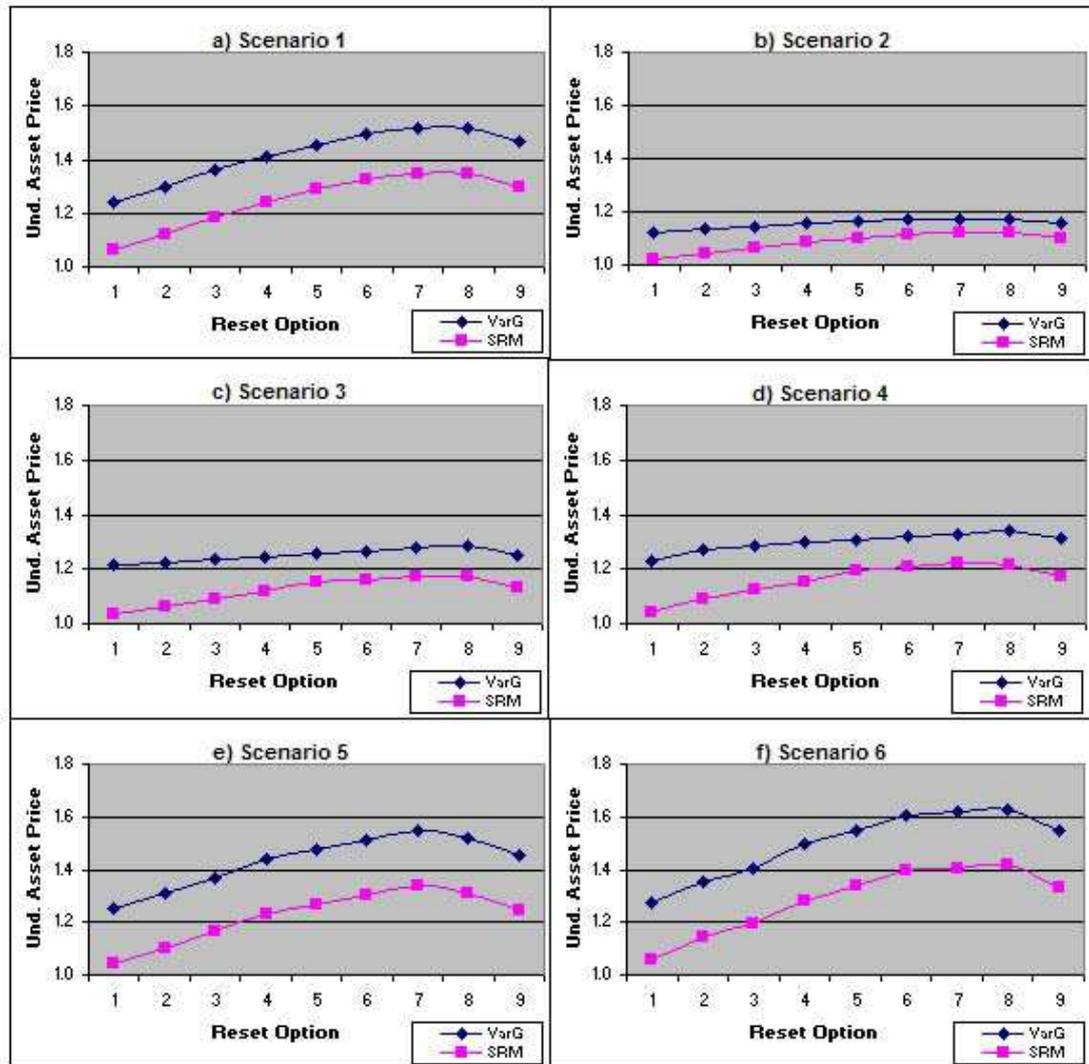 a) Scenario 1
Und. Asset Price
1.8
1.6
1.4
1.2
1.0
1 2 3 4 5 6 7 8 9
Reset Option
VarG
SRM
b) Scenario 2
Und. Asset Price
1.8
1.6
1.4
1.2
1.0
1 2 3 4 5 6 7 8 9
Reset Option
VarG
SRM
c) Scenario 3
Und. Asset Price
1.8
1.6
1.4
1.2
1.0
1 2 3 4 5 6 7 8 9
Reset Option
VarG
SRM
d) Scenario 4
Und. Asset Price
1.8
1.6
1.4
1.2
1.0
1 2 3 4 5 6 7 8 9
Reset Option
VarG
SRM
e) Scenario 5
Und. Asset Price
1.8
1.6
1.4
1.2
1.0
1 2 3 4 5 6 7 8 9
Reset Option
VarG
SRM
f) Scenario 6
Und. Asset Price
1.8
1.6
1.4
1.2
1.0
1 2 3 4 5 6 7 8 9
Reset Option
VarG
SRM